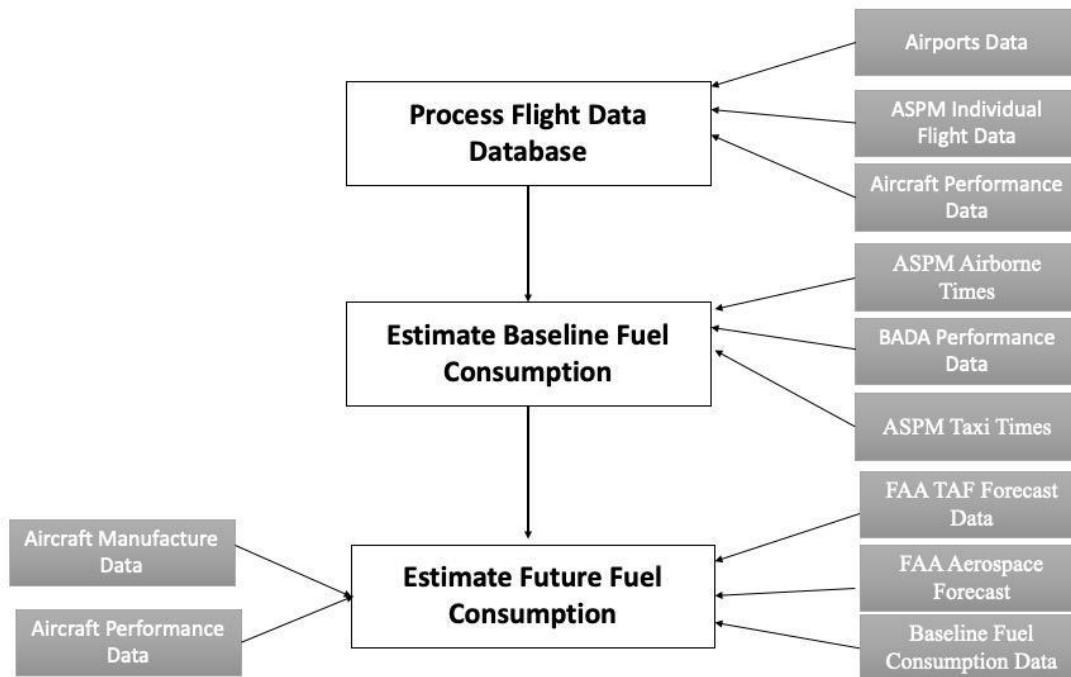 Airports Data
Process Flight Data
Database
ASPM Individual
Flight Data
Aircraft Performance
Data
ASPM Airborne
Times
Estimate Baseline Fuel
Consumption
BADA Performance
Data
ASPM Taxi Times
FAA TAF Forecast
Data
Aircraft Manufacture
Data
Estimate Future Fuel
Consumption
FAA Aerospace
Forecast
Aircraft Performance
Data
Baseline Fuel
Consumption Data